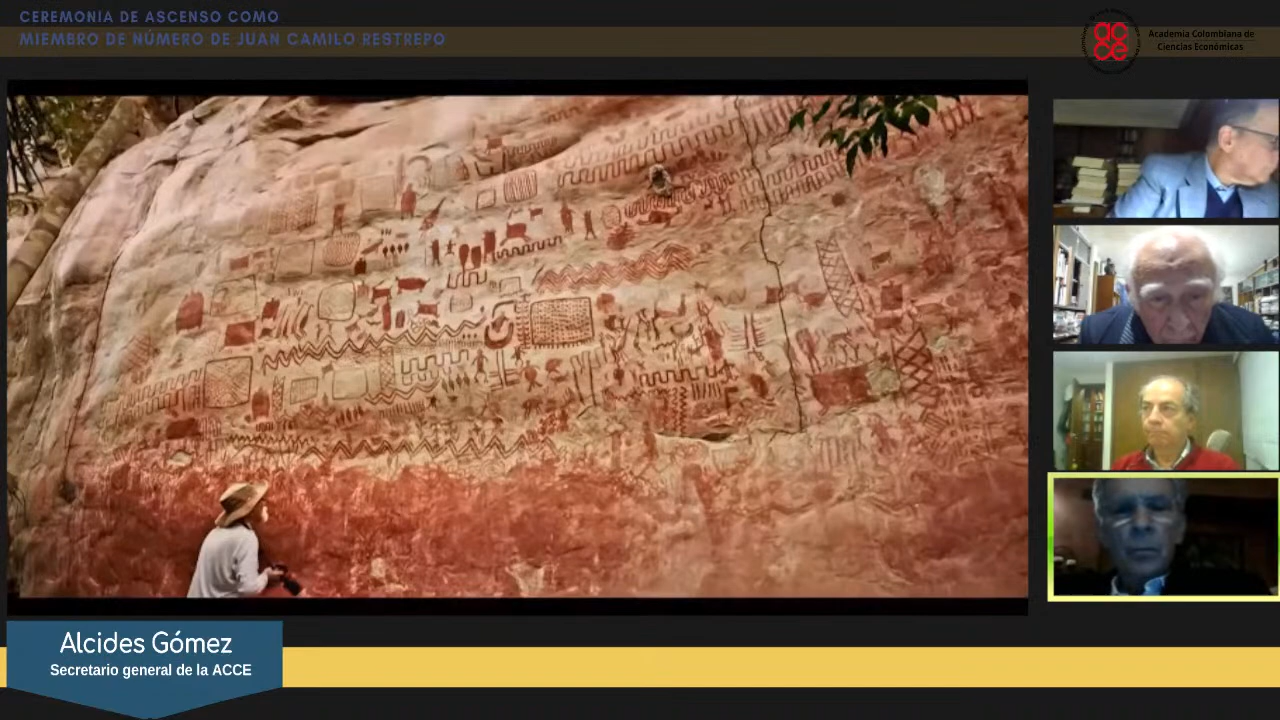 CEREMONIA DE ASCENSO COMO
MIEMBRO DE NÚMERO DE JUAN CAMILO RESTREPO
acce
Academia Colombiana de
Ciencias Económicas
Alcides Gómez
Secretario general de la ACCE